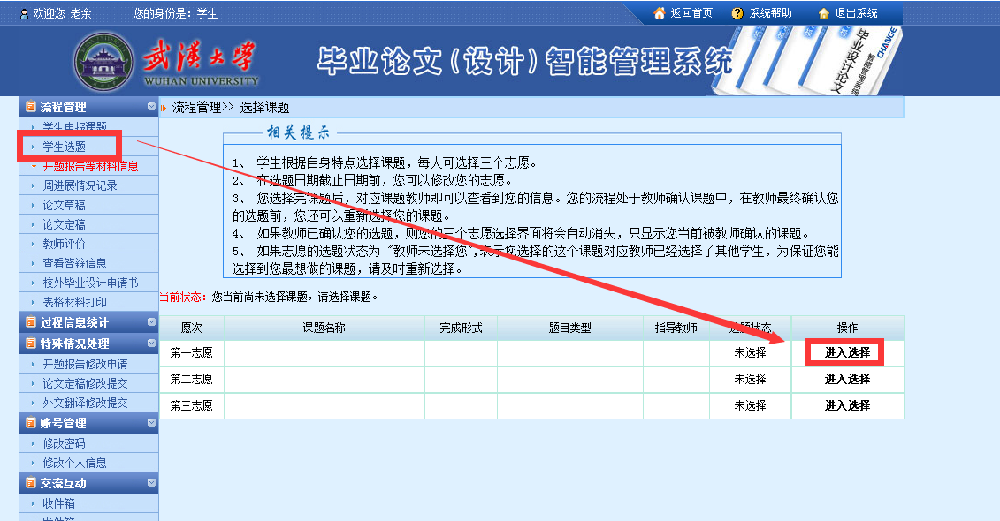 欢迎您 老余 您的身份是：学生 返回首页 系统帮助 退出系统
武漢大學
WUHAN UNIVERSITY
毕业论文(设计)智能管理系统
毕业设计论文
智能管理系统
CHANGE
流程管理
流程管理>> 选择课题
学生申报课题
学生选题
开题报告等材料信息
周进展情况记录
论文草稿
论文定稿
教师评价
查看答辩信息
校外毕业设计申请书
表格材料打印
过程信息统计
特殊情况处理
开题报告修改申请
论文定稿修改提交
外文翻译修改提交
账号管理
修改密码
修改个人信息
交流互动
收件箱
相关提示
1、 学生根据自身特点选择课题，每人可选择三个志愿。
2、 在选题日期截止日期前，您可以修改您的志愿。
3、 您选择完课题后，对应课题教师即可以查看到您的信息。您的流程处于教师确认课题中，在教师最终确认您
的选题前，您还可以重新选择您的课题。
4、 如果教师已确认您的选题，则您的三个志愿选择界面将会自动消失，只显示您当前被教师确认的课题。
5、 如果志愿的选题状态为 "教师未选择您",表示您选择的这个课题对应教师已经选择了其他学生，为保证您能
选择到您最想做的课题，请及时重新选择。
当前状态：您当前尚未选择课题，请选择课题。
愿次 课题名称 完成形式 题目类型 指导教师 选题状态 操作
第一志愿 未选择 进入选择
第二志愿 未选择 进入选择
第三志愿 未选择 进入选择